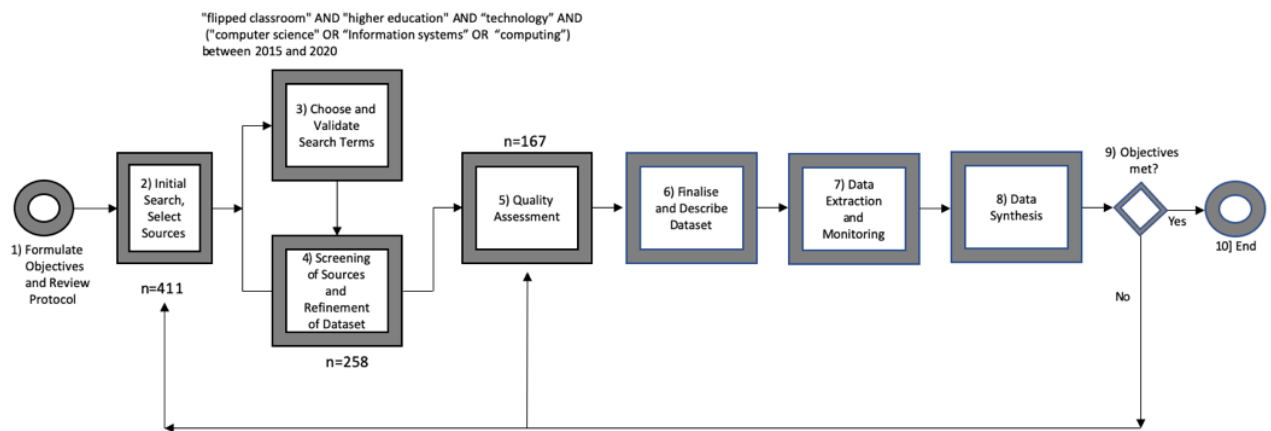 "flipped classroom" AND "higher education" AND “technology” AND
("computer science" OR “Information systems” OR “computing”)
between 2015 and 2020
1) Formulate
Objectives
and Review
Protocol
2) Initial
Search,
Select
Sources
n=411
3) Choose and
Validate
Search Terms
4) Screening
of Sources
and
Refinement
of Dataset
n=258
n=167
5) Quality
Assessment
6) Finalise
and Describe
Dataset
7) Data
Extraction
and
Monitoring
8) Data
Synthesis
9) Objectives
met?
Yes
10] End
No